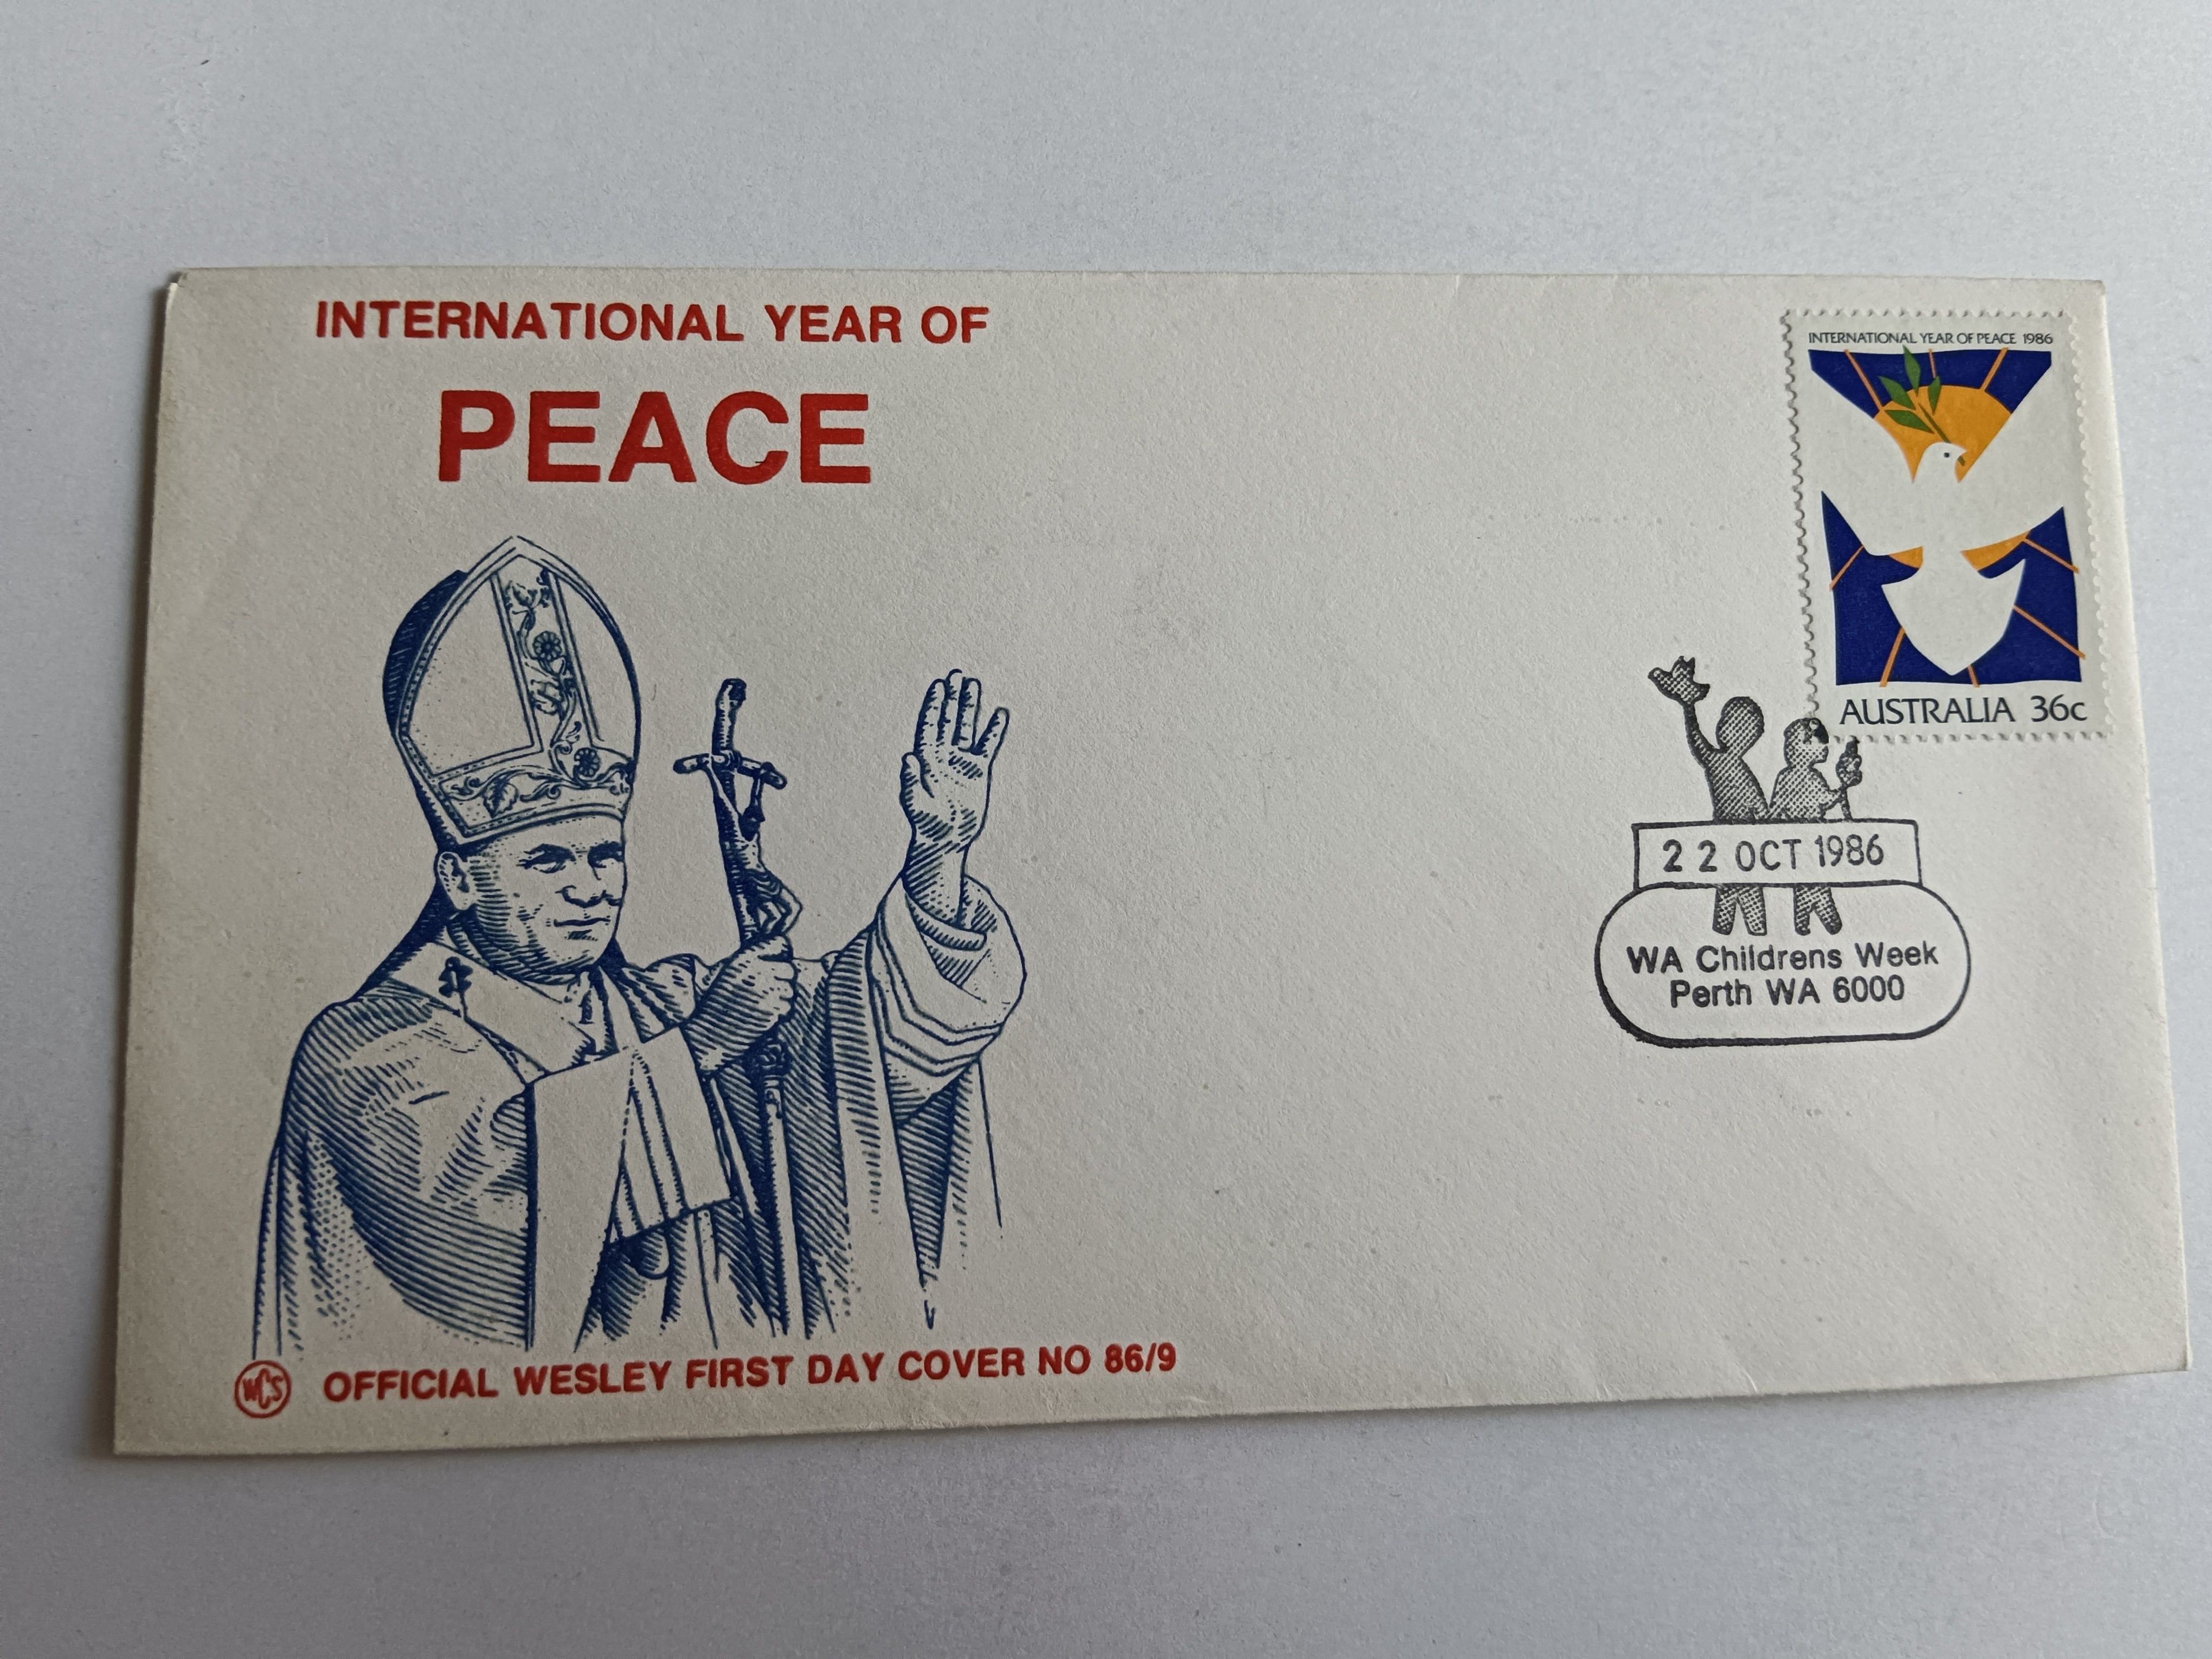 INTERNATIONAL YEAR OF
PEACE
INTERNATIONAL YEAR OF PEACE 1986
AUSTRALIA 36c
22 OCT 1986
WA Childrens Week
Perth WA 6000
WCS OFFICIAL WESLEY FIRST DAY COVER NO 86/9